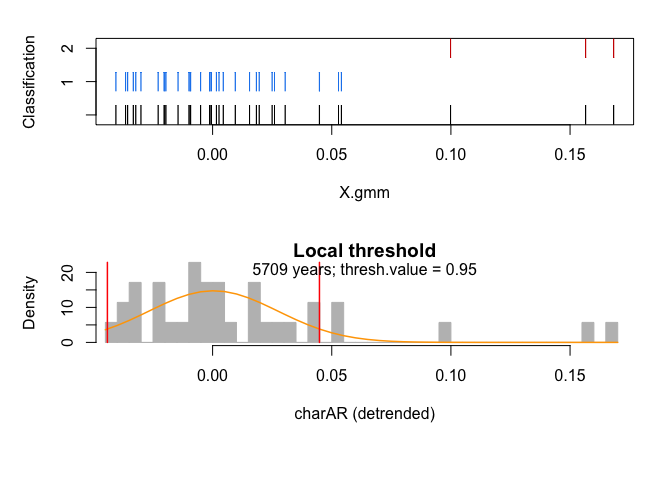 Classification
2
1
0.00 0.05 0.10 0.15
X.gmm
Local threshold
5709 years; thresh.value = 0.95
Density
20
10
0
0.00 0.05 0.10 0.15
charAR (detrended)